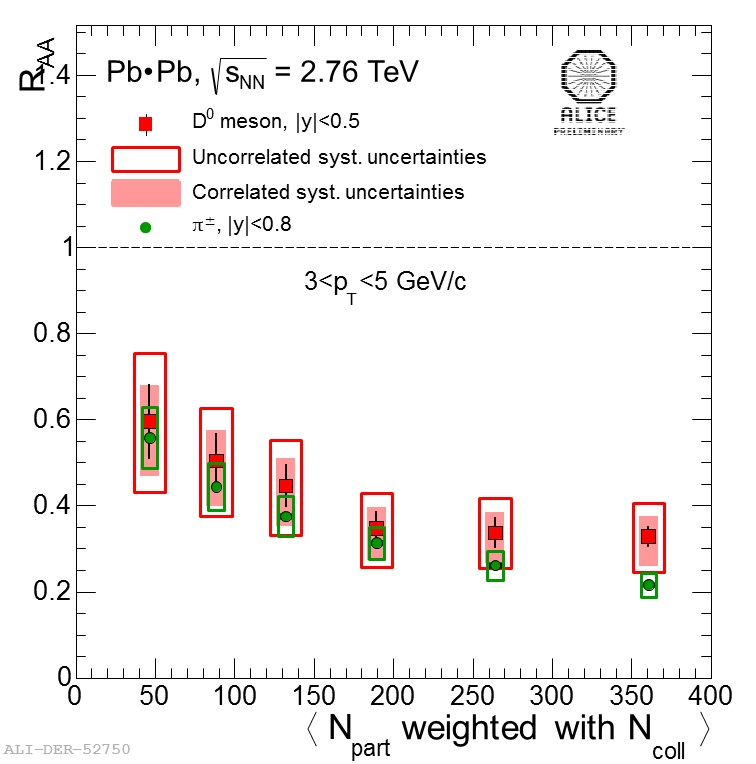 R_AA
Pb•Pb, √s_NN = 2.76 TeV
D⁰ meson, |y|<0.5
Uncorrelated syst. uncertainties
Correlated syst. uncertainties
π±, |y|<0.8
ALICE
PRELIMINARY
3<p_T<5 GeV/c
1.4
1.2
1
0.8
0.6
0.4
0.2
0
0 50 100 150 200 250 300 350 400
⟨ N_part weighted with N_coll ⟩
ALI-DER-52750